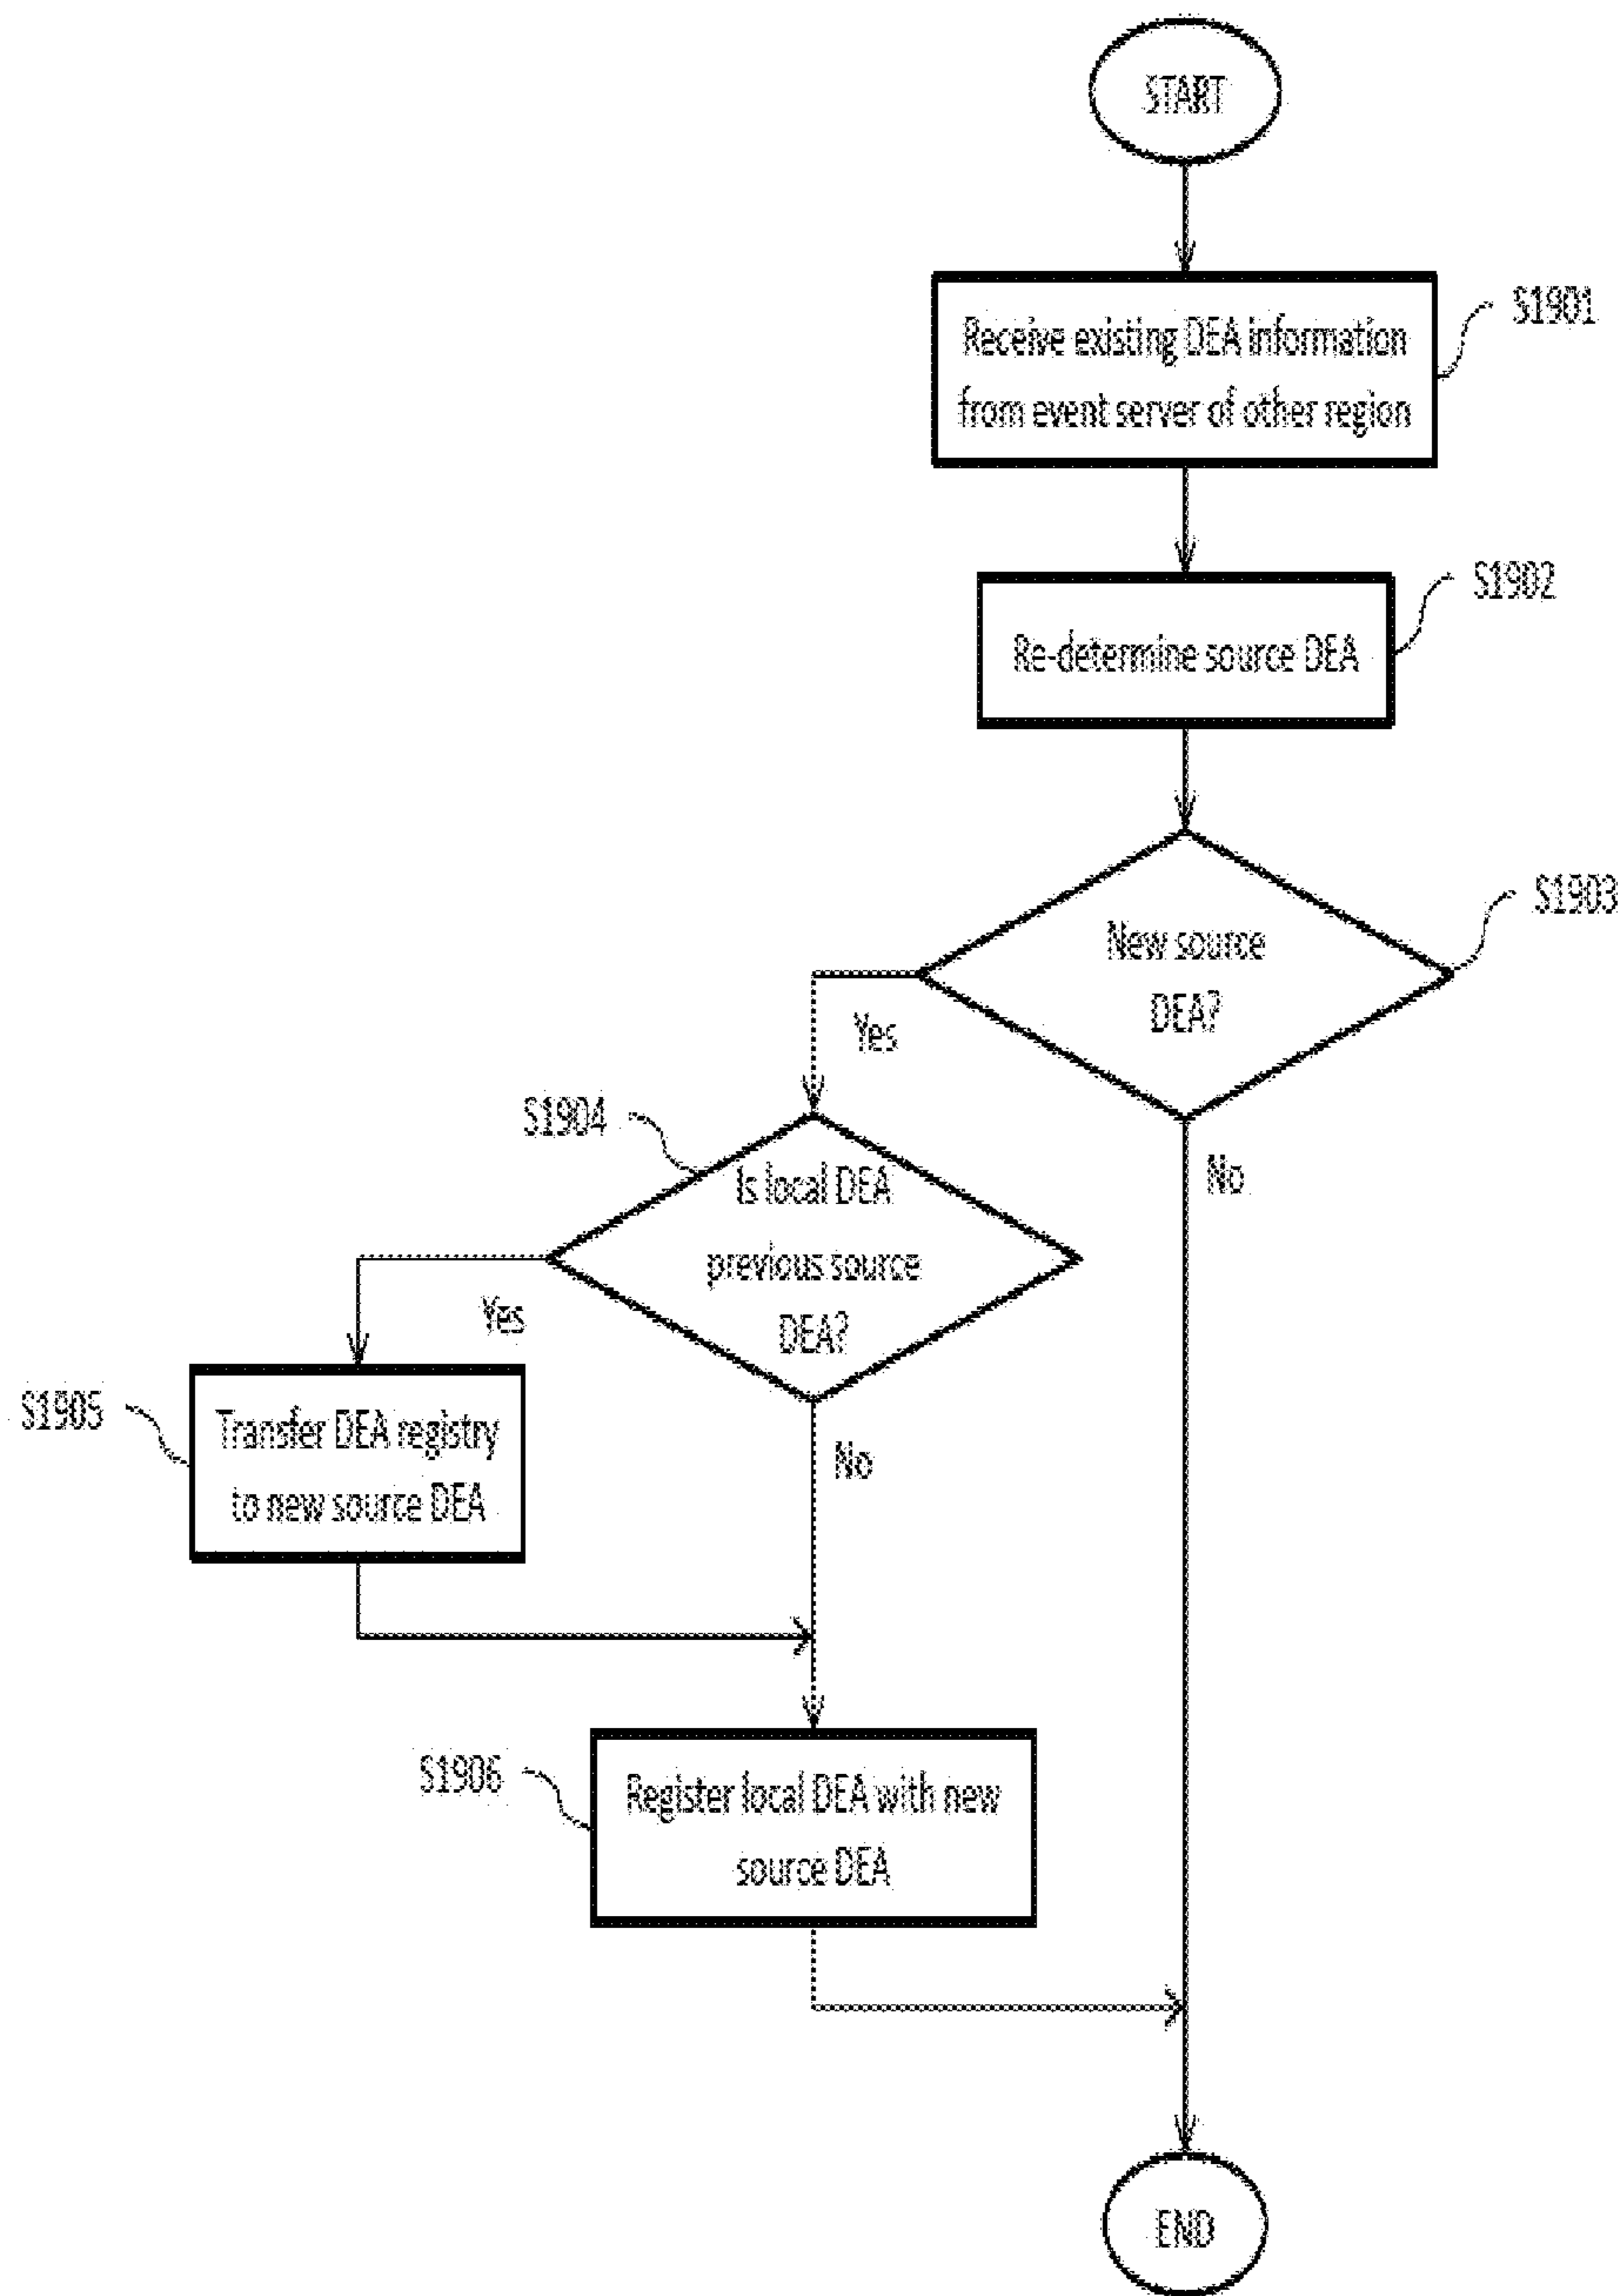 START
Receive existing DEA information
from event server of other region
S1901
Re-determine source DEA
S1902
New source
DEA?
S1903
Yes
No
S1904
Is local DEA
previous source
DEA?
Yes
No
S1905
Transfer DEA registry
to new source DEA
S1906
Register local DEA with new
source DEA
END